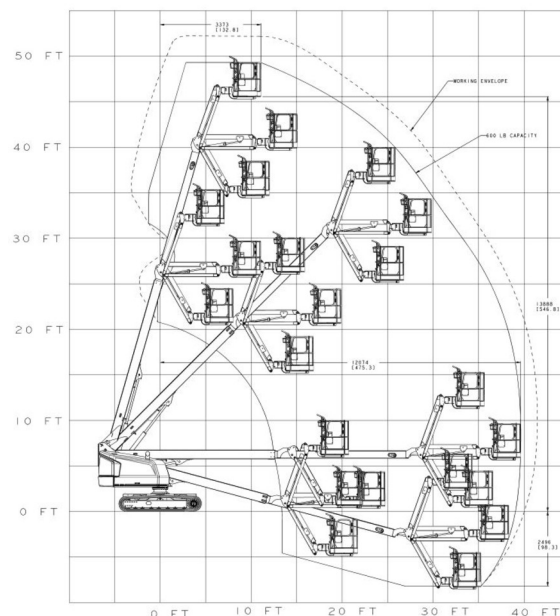 3373
[132.8]
50 FT
WORKING ENVELOPE
40 FT
600 LB CAPACITY
30 FT
13888
[546.8]
20 FT
12074
[475.3]
10 FT
0 FT
2496
[98.3]
0 FT
10 FT
20 FT
30 FT
40 FT